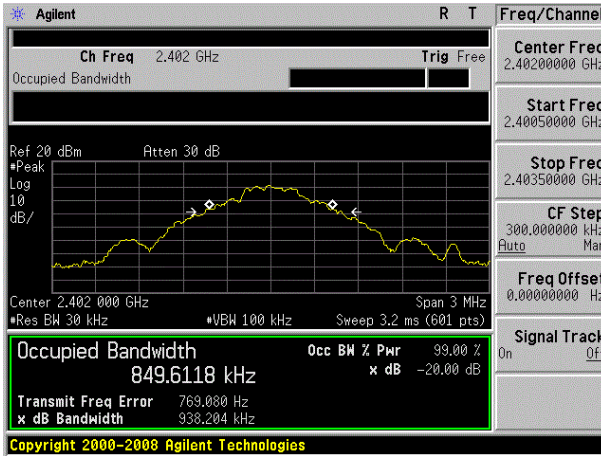 Agilent R T Freq/Channel
Ch Freq 2.402 GHz Trig Free
Occupied Bandwidth
Center Freq
2.40200000 GHz
Start Freq
2.40050000 GHz
Stop Freq
2.40350000 GHz
CF Step
300.000000 kHz
Auto Man
Freq Offset
0.00000000 Hz
Signal Track
On Off
Ref 20 dBm Atten 30 dB
#Peak
Log
10
dB/
Center 2.402 000 GHz Span 3 MHz
#Res BW 30 kHz #VBW 100 kHz Sweep 3.2 ms (601 pts)
Occupied Bandwidth Occ BW % Pwr 99.00 %
849.6118 kHz x dB -20.00 dB
Transmit Freq Error 769.080 Hz
x dB Bandwidth 938.204 kHz
Copyright 2000-2008 Agilent Technologies